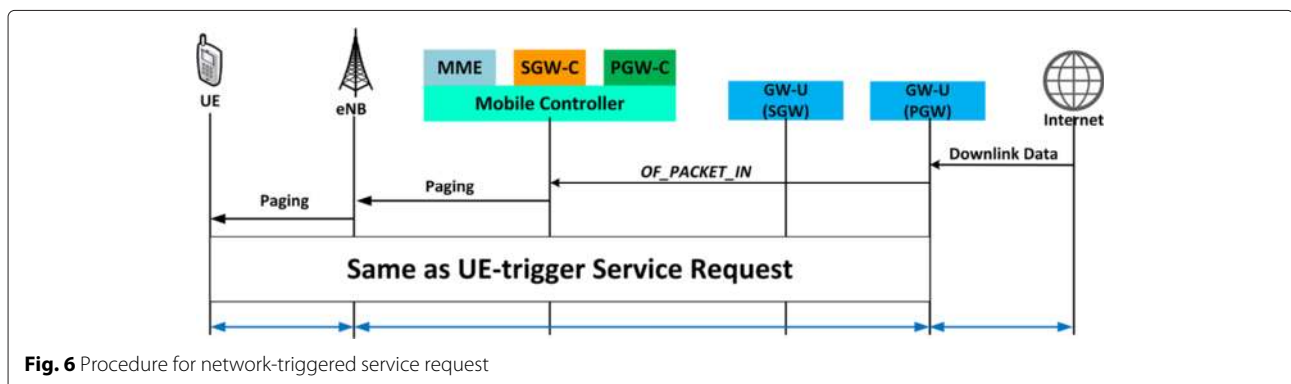 MME SGW-C PGW-C
Mobile Controller
UE
eNB
GW-U
(SGW)
GW-U
(PGW)
Internet
Downlink Data
OF_PACKET_IN
Paging
Paging
Same as UE-trigger Service Request
Fig. 6 Procedure for network-triggered service request